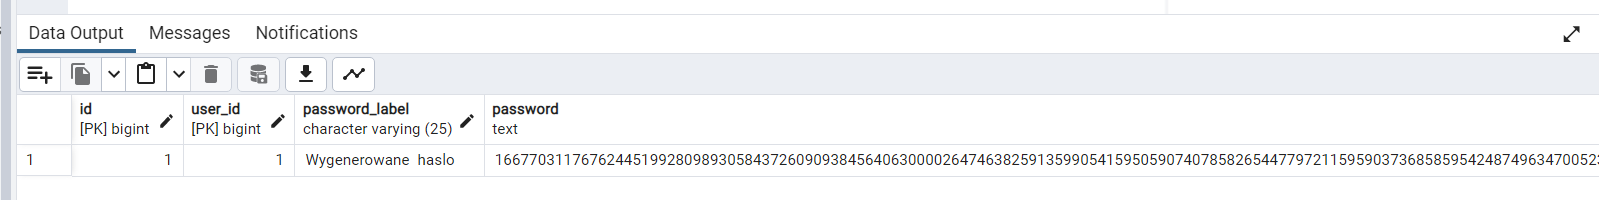 Data Output Messages Notifications
id user_id password_label password
[PK] bigint [PK] bigint character varying (25) text
1 1 1 Wygenerowane haslo 16677031176762445199280989305843726090938456406300002647463825913599054159505907407858265447797211595903736858595424874963470052